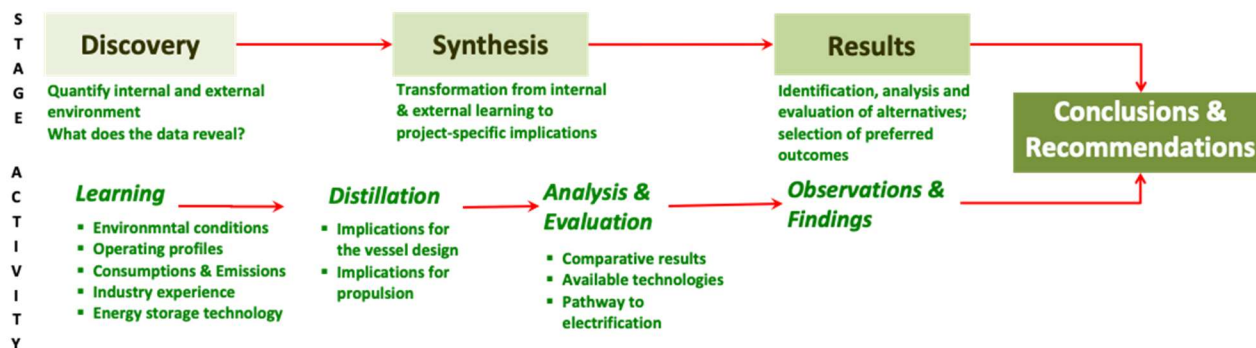 STAGE
Discovery
Synthesis
Results
Quantify internal and external
environment
What does the data reveal?
Transformation from internal
& external learning to
project-specific implications
Identification, analysis and
evaluation of alternatives;
selection of preferred
outcomes
Conclusions &
Recommendations
ACTIVITY
Learning
▪ Environmntal conditions
▪ Operating profiles
▪ Consumptions & Emissions
▪ Industry experience
▪ Energy storage technology
Distillation
▪ Implications for
the vessel design
▪ Implications for
propulsion
Analysis &
Evaluation
▪ Comparative results
▪ Available technologies
▪ Pathway to
electrification
Observations &
Findings